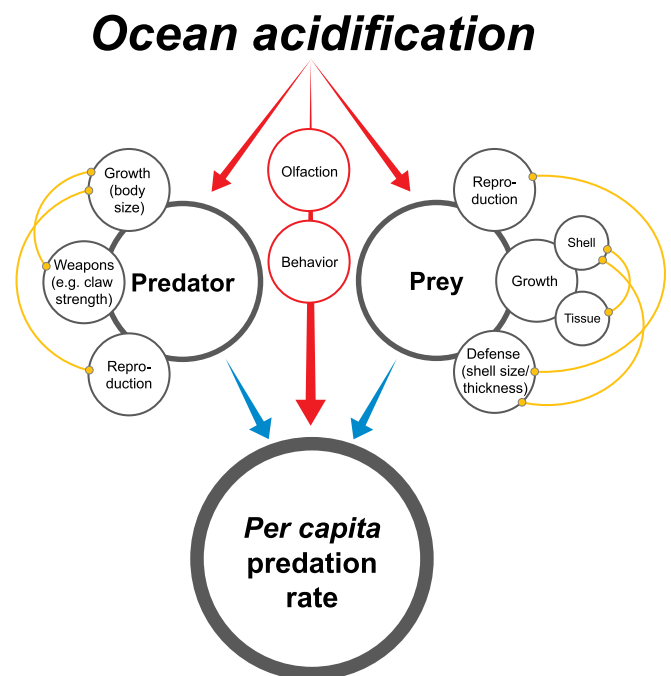 Ocean acidification
Growth
(body
size)
Weapons
(e.g. claw
strength)
Repro-
duction
Predator
Olfaction
Behavior
Prey
Repro-
duction
Growth
Shell
Tissue
Defense
(shell size/
thickness)
Per capita
predation
rate